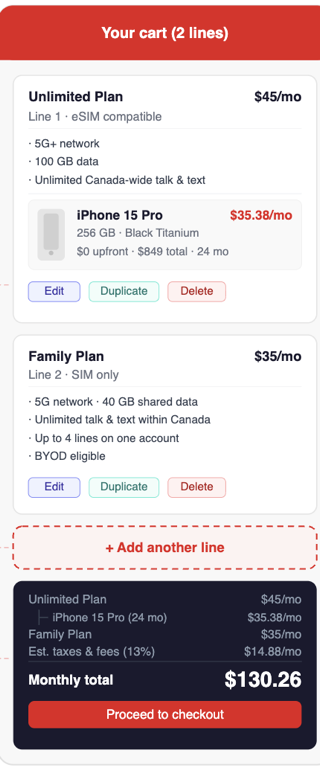 Your cart (2 lines)
Unlimited Plan $45/mo
Line 1 · eSIM compatible
· 5G+ network
· 100 GB data
· Unlimited Canada-wide talk & text
iPhone 15 Pro $35.38/mo
256 GB · Black Titanium
$0 upfront · $849 total · 24 mo
Edit Duplicate Delete
Family Plan $35/mo
Line 2 · SIM only
· 5G network · 40 GB shared data
· Unlimited talk & text within Canada
· Up to 4 lines on one account
· BYOD eligible
Edit Duplicate Delete
+ Add another line
Unlimited Plan $45/mo
iPhone 15 Pro (24 mo) $35.38/mo
Family Plan $35/mo
Est. taxes & fees (13%) $14.88/mo
Monthly total $130.26
Proceed to checkout